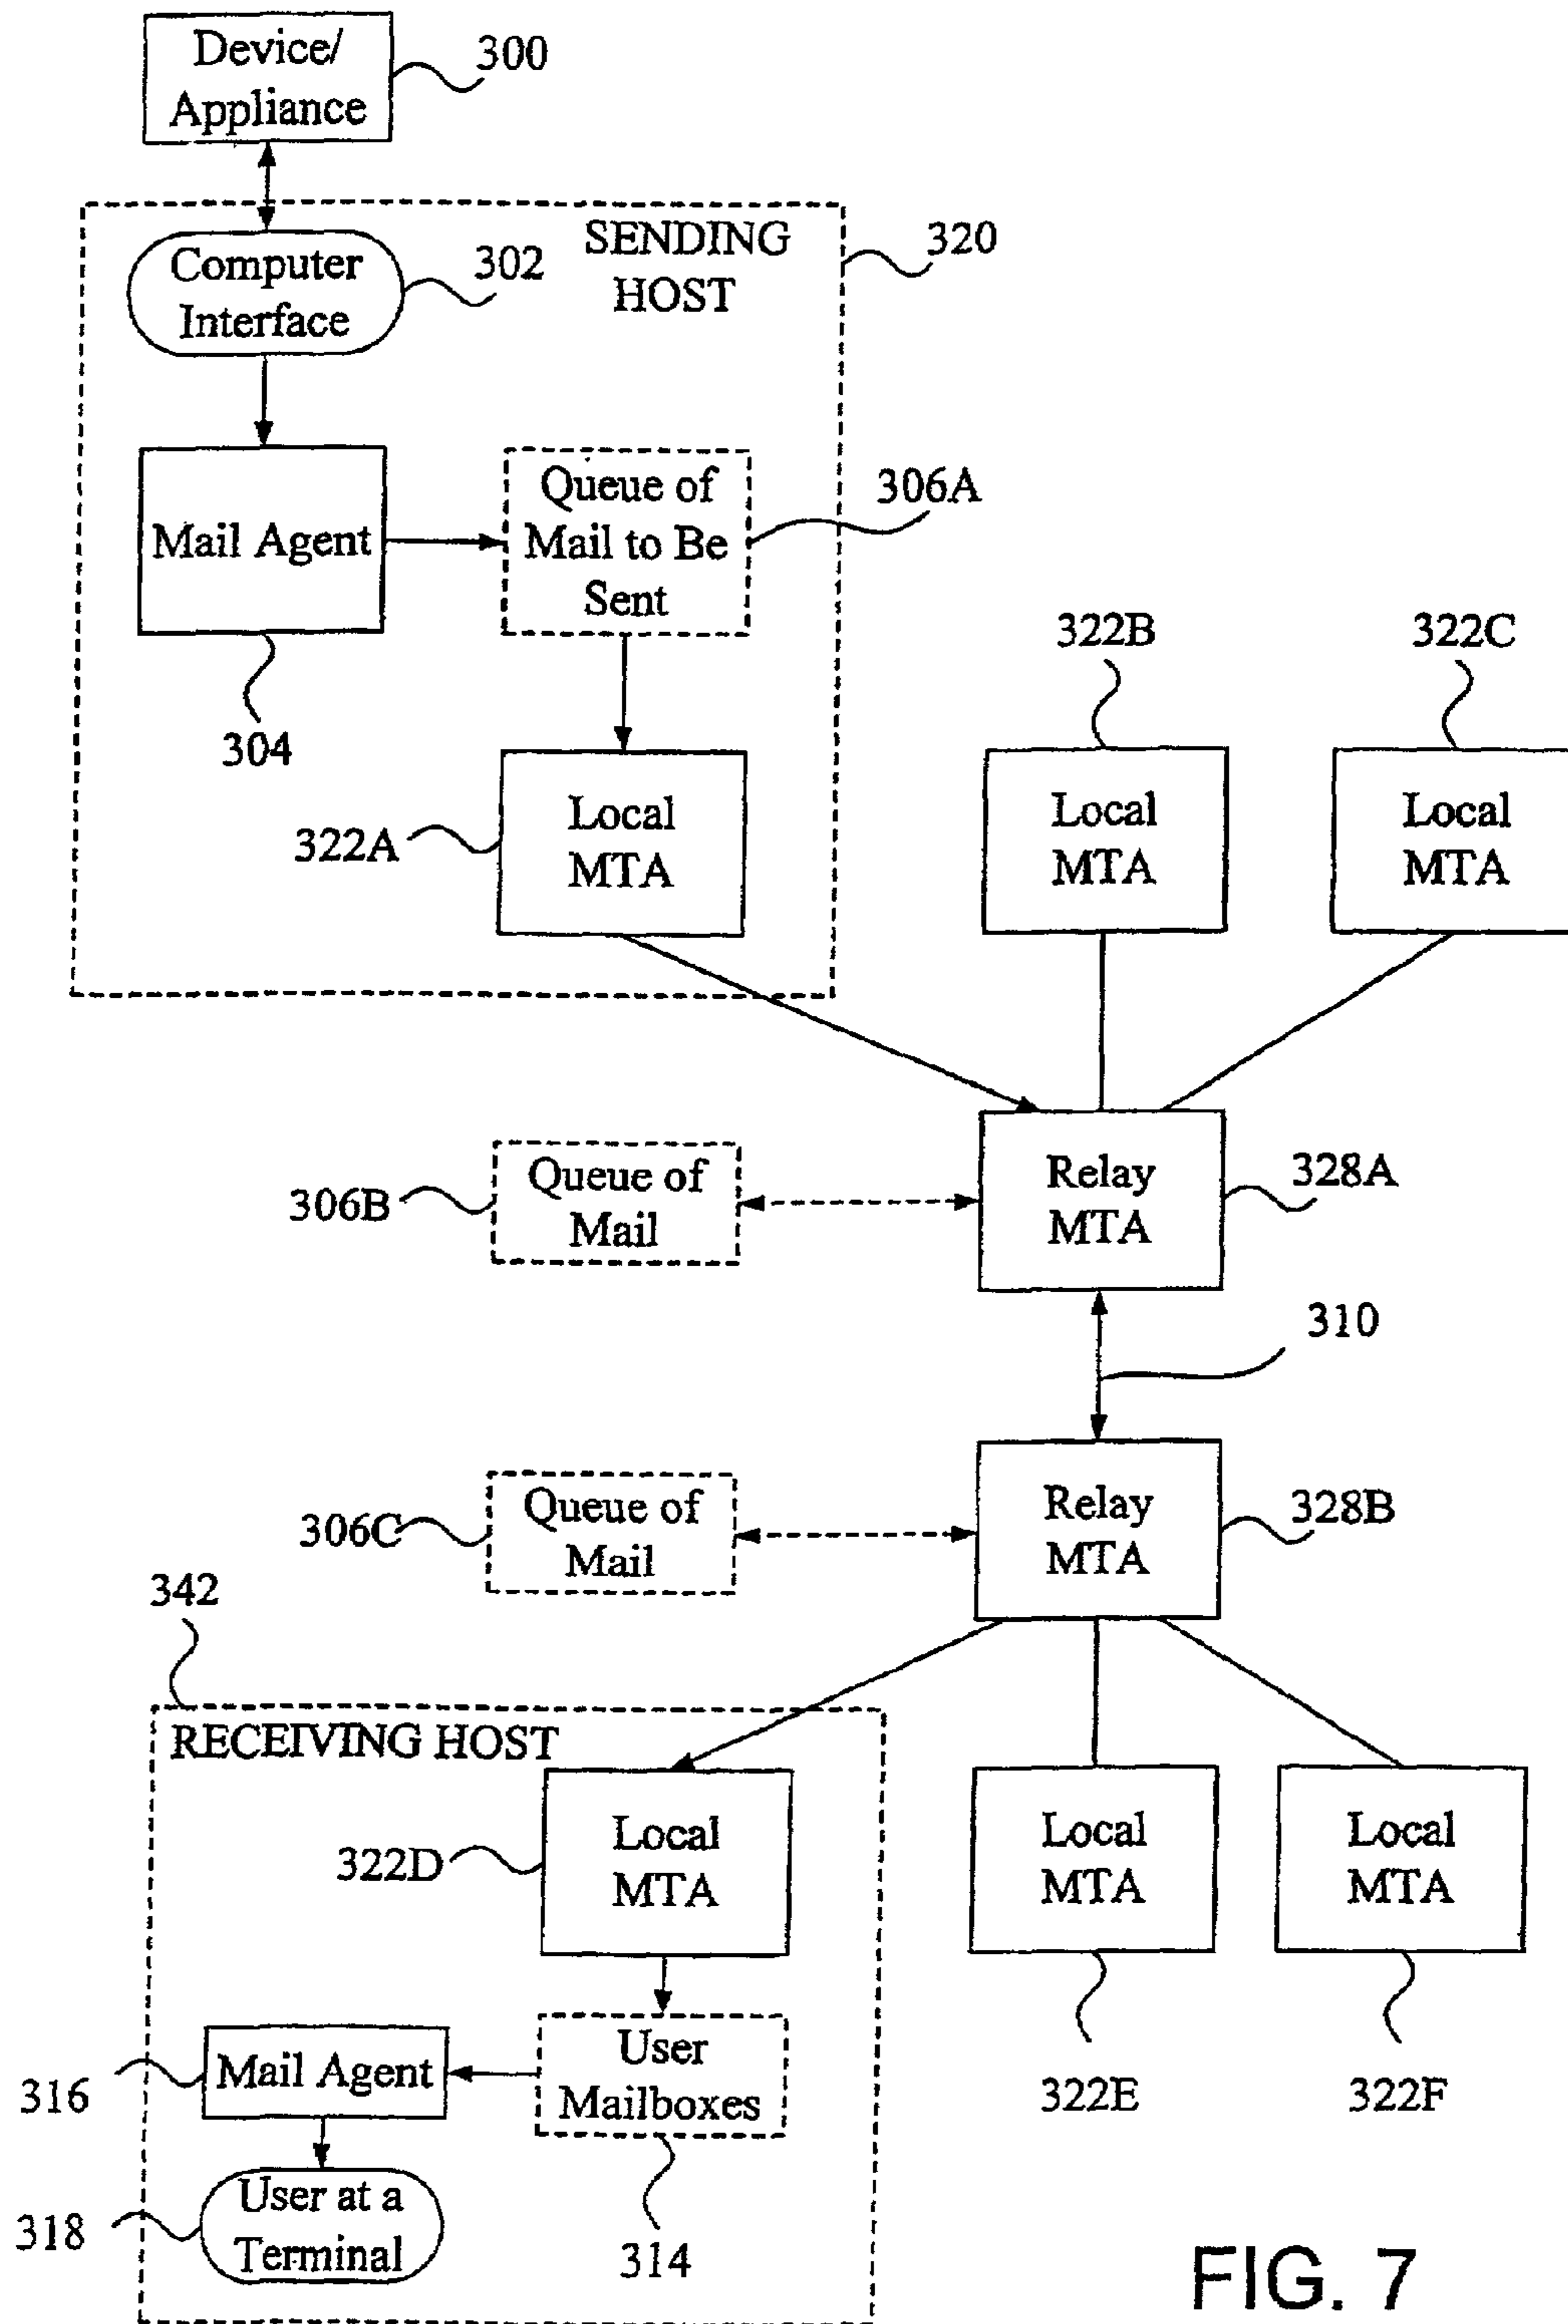 Device/
Appliance
300
SENDING
HOST
320
Computer
Interface
302
Mail Agent
304
Queue of
Mail to Be
Sent
306A
322A
Local
MTA
322B
Local
MTA
322C
Local
MTA
306B
Queue of
Mail
Relay
MTA
328A
310
306C
Queue of
Mail
Relay
MTA
328B
342
RECEIVING HOST
322D
Local
MTA
Local
MTA
322E
Local
MTA
322F
316
Mail Agent
User
Mailboxes
314
318
User at a
Terminal
FIG. 7